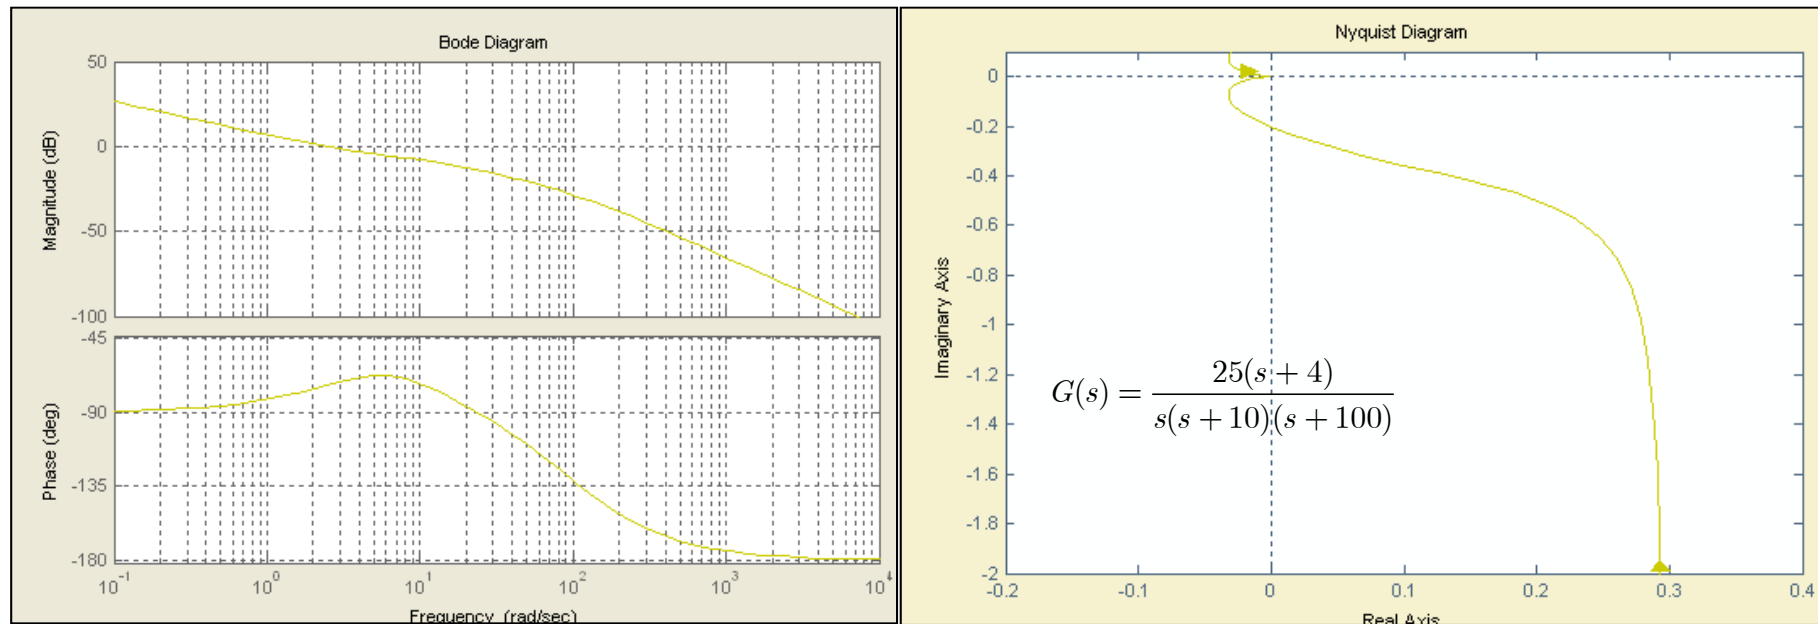 Bode Diagram
Magnitude (dB)
50
0
-50
-100
Phase (deg)
-45
-90
-135
-180
10^-1 10^0 10^1 10^2 10^3 10^4
Frequency (rad/sec)
Nyquist Diagram
Imaginary Axis
0
-0.2
-0.4
-0.6
-0.8
-1
-1.2
-1.4
-1.6
-1.8
-2
G(s) = 25(s + 4) / s(s + 10)(s + 100)
-0.2 -0.1 0 0.1 0.2 0.3 0.4
Real Axis